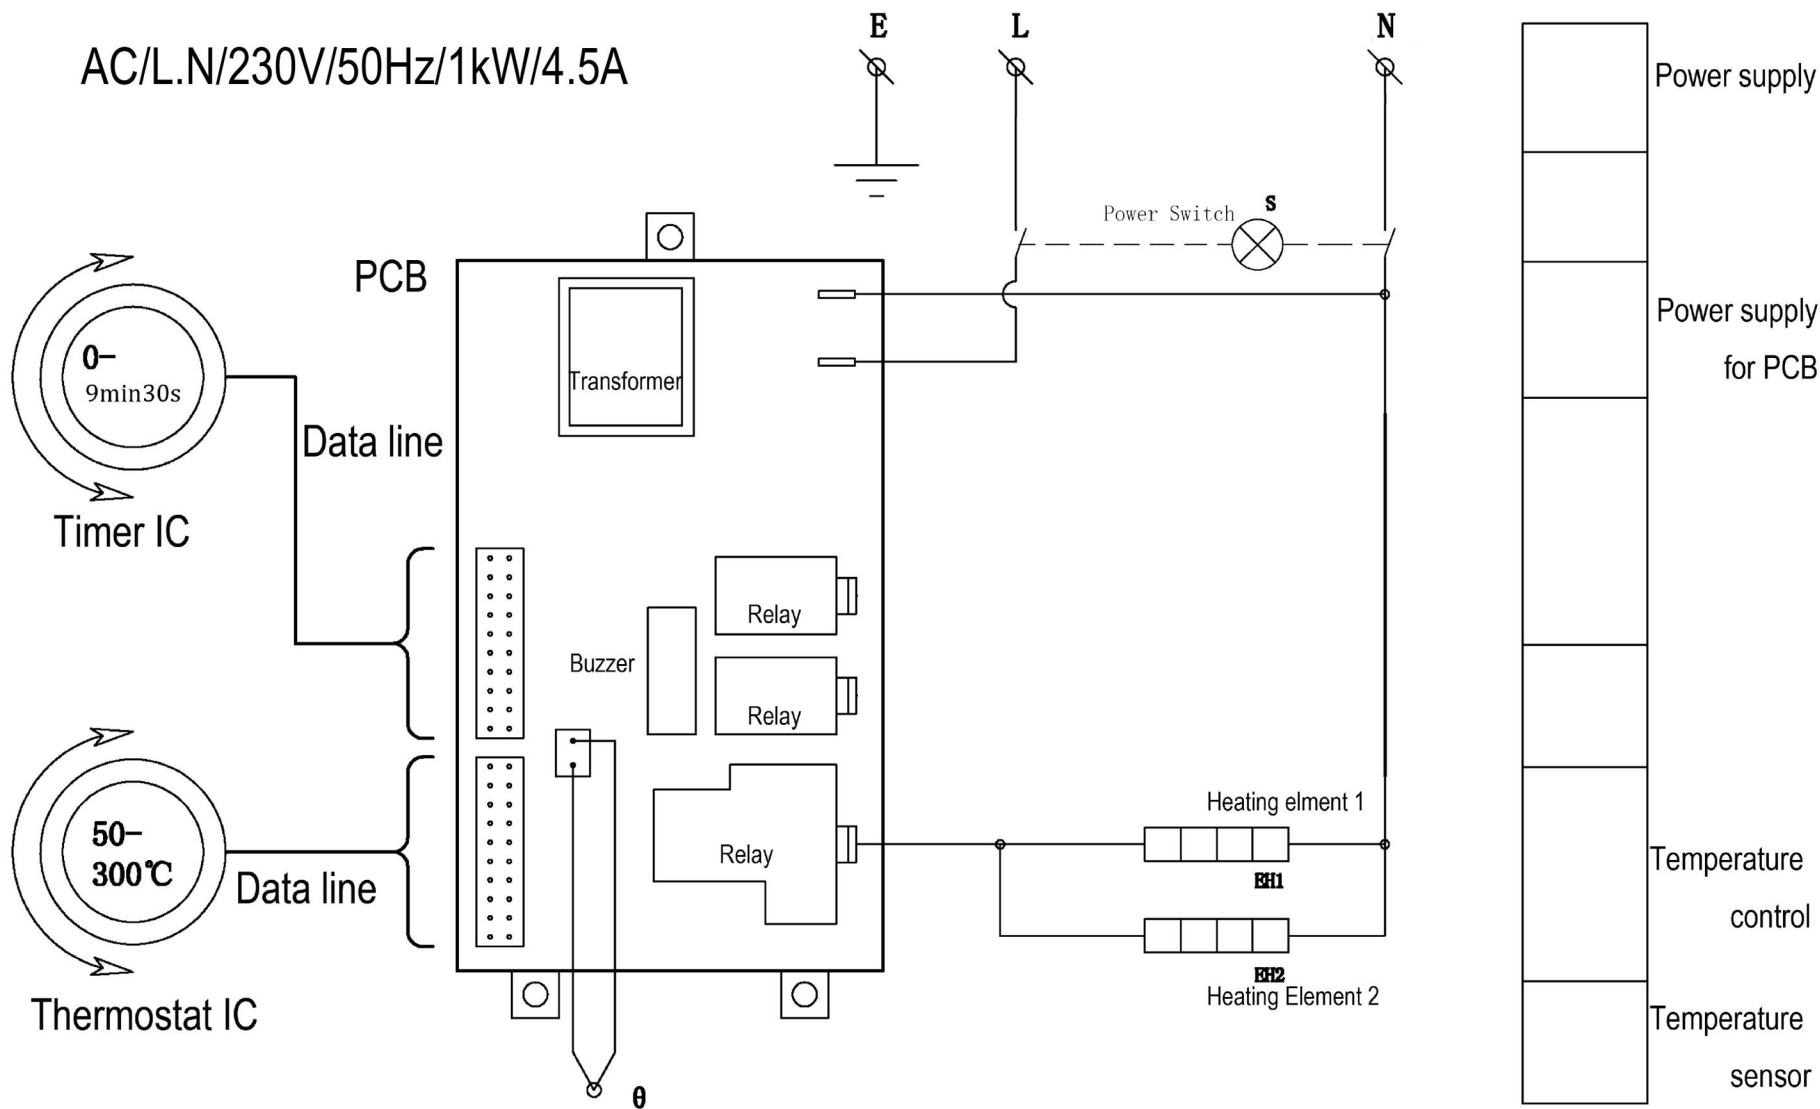 AC/L.N/230V/50Hz/1kW/4.5A
E
L
N
Power supply
Power Switch
S
PCB
Transformer
Power supply
for PCB
0-
9min30s
Data line
Timer IC
Relay
Buzzer
Relay
Heating elment 1
EH1
Relay
50-
300℃
Data line
Temperature
control
EH2
Heating Element 2
Thermostat IC
Temperature
sensor
θ